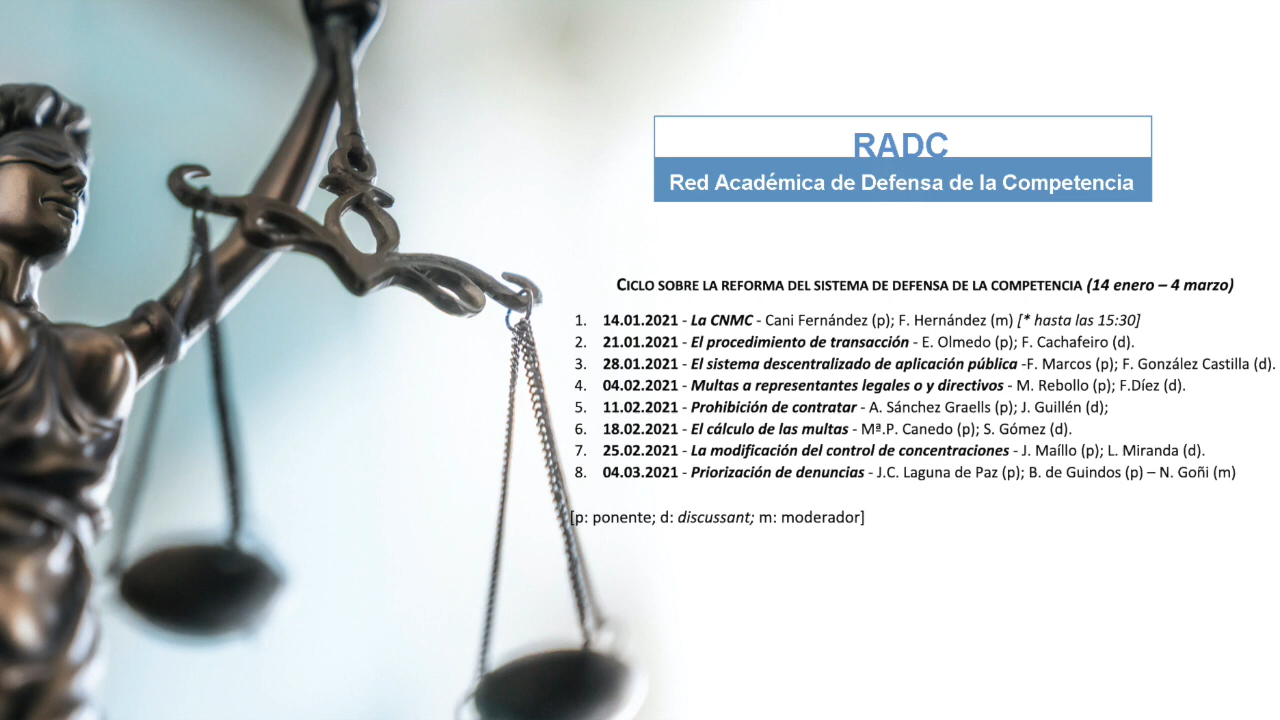 RADC
Red Académica de Defensa de la Competencia
CICLO SOBRE LA REFORMA DEL SISTEMA DE DEFENSA DE LA COMPETENCIA (14 enero – 4 marzo)
1. 14.01.2021 - La CNMC - Cani Fernández (p); F. Hernández (m) [* hasta las 15:30]
2. 21.01.2021 - El procedimiento de transacción - E. Olmedo (p); F. Cachafeiro (d).
3. 28.01.2021 - El sistema descentralizado de aplicación pública -F. Marcos (p); F. González Castilla (d).
4. 04.02.2021 - Multas a representantes legales o y directivos - M. Rebollo (p); F.Díez (d).
5. 11.02.2021 - Prohibición de contratar - A. Sánchez Graells (p); J. Guillén (d);
6. 18.02.2021 - El cálculo de las multas - Mª.P. Canedo (p); S. Gómez (d).
7. 25.02.2021 - La modificación del control de concentraciones - J. Maíllo (p); L. Miranda (d).
8. 04.03.2021 - Priorización de denuncias - J.C. Laguna de Paz (p); B. de Guindos (p) – N. Goñi (m)
[p: ponente; d: discussant; m: moderador]